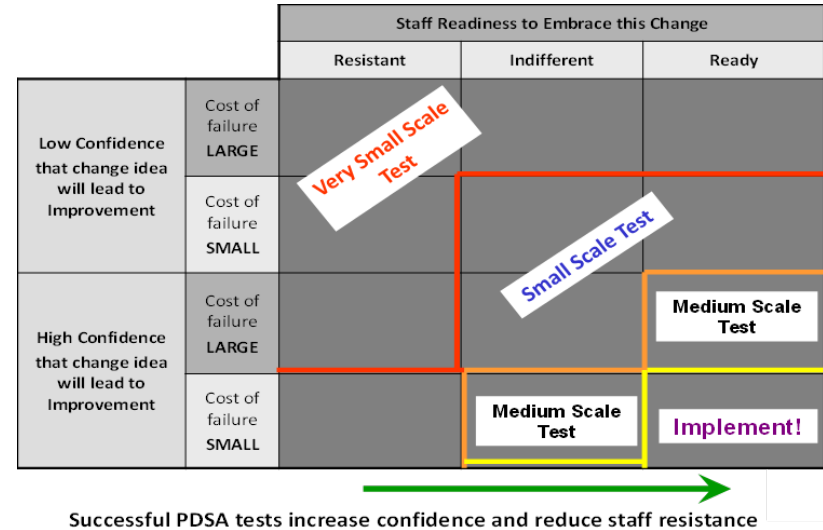 Staff Readiness to Embrace this Change
Resistant
Indifferent
Ready
Low Confidence
that change idea
will lead to
Improvement
Cost of
failure
LARGE
Very Small Scale
Test
Cost of
failure
SMALL
Small Scale Test
High Confidence
that change idea
will lead to
Improvement
Cost of
failure
LARGE
Medium Scale
Test
Cost of
failure
SMALL
Medium Scale
Test
Implement!
Successful PDSA tests increase confidence and reduce staff resistance